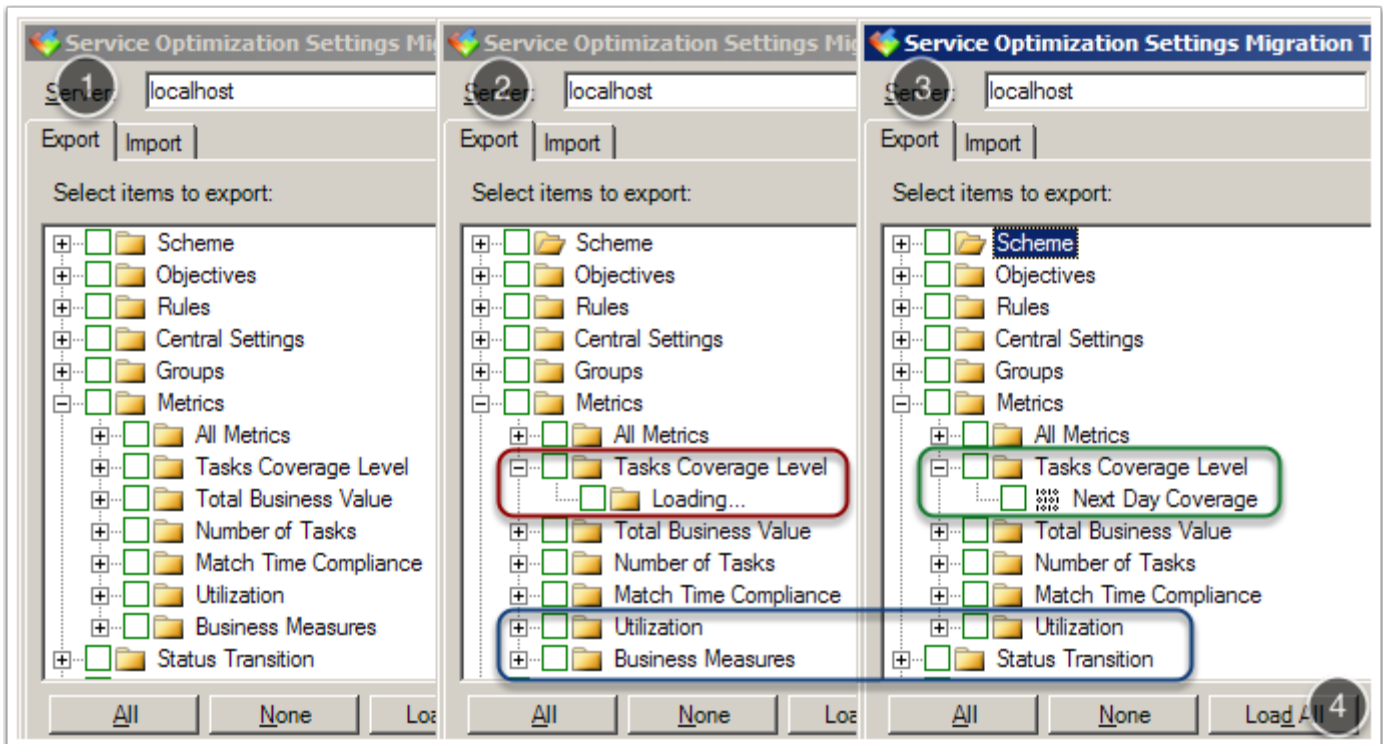 Service Optimization Settings Mig
1
Server: localhost
Export Import
Select items to export:
Scheme
Objectives
Rules
Central Settings
Groups
Metrics
All Metrics
Tasks Coverage Level
Total Business Value
Number of Tasks
Match Time Compliance
Utilization
Business Measures
Status Transition
All None Loa
Service Optimization Settings Mig
2
Server: localhost
Export Import
Select items to export:
Scheme
Objectives
Rules
Central Settings
Groups
Metrics
All Metrics
Tasks Coverage Level
Loading...
Total Business Value
Number of Tasks
Match Time Compliance
Utilization
Business Measures
All None Loa
Service Optimization Settings Migration T
3
Server: localhost
Export Import
Select items to export:
Scheme
Objectives
Rules
Central Settings
Groups
Metrics
All Metrics
Tasks Coverage Level
Next Day Coverage
Total Business Value
Number of Tasks
Match Time Compliance
Utilization
Status Transition
All None Load All
4